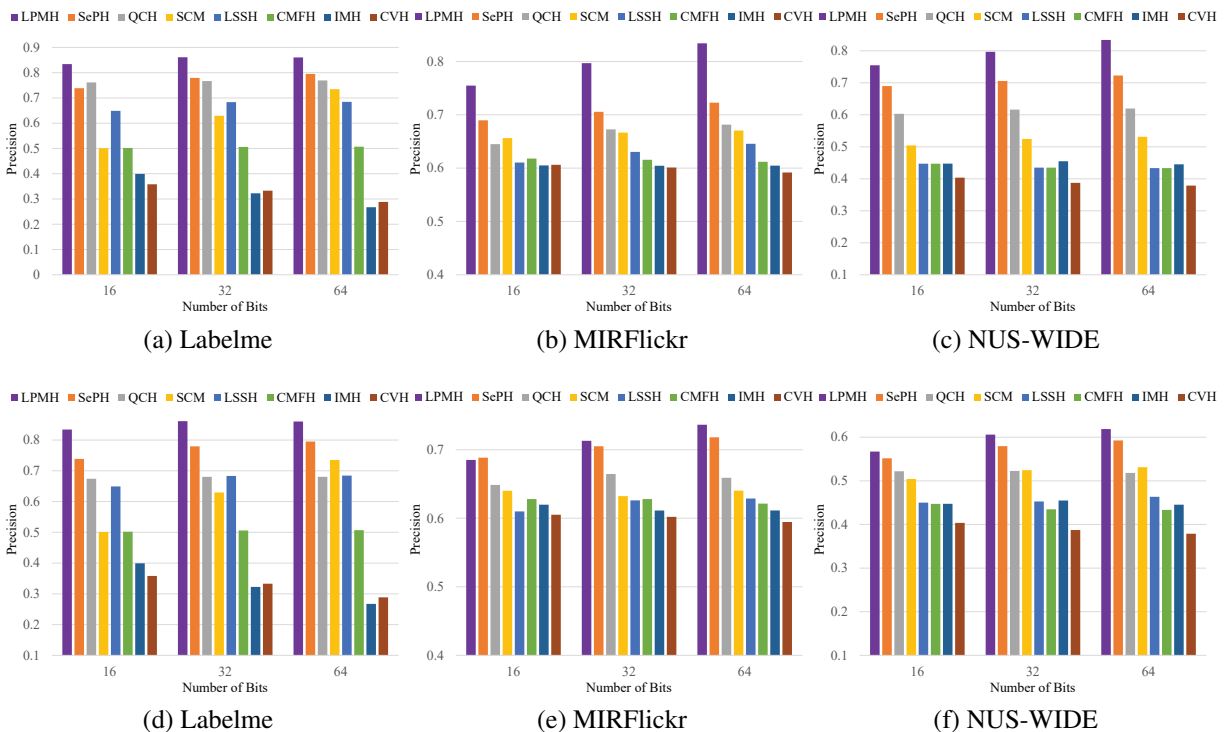 LPMH SePH QCH SCM LSSH CMFH IMH CVH
0.9
0.8
0.7
0.6
0.5
0.4
0.3
0.2
0.1
0
Precision
16 32 64
Number of Bits
(a) Labelme
LPMH SePH QCH SCM LSSH CMFH IMH CVH
0.8
0.7
0.6
0.5
0.4
Precision
16 32 64
Number of Bits
(b) MIRFlickr
LPMH SePH QCH SCM LSSH CMFH IMH CVH
0.8
0.7
0.6
0.5
0.4
0.3
0.2
0.1
Precision
16 32 64
Number of Bits
(c) NUS-WIDE
LPMH SePH QCH SCM LSSH CMFH IMH CVH
0.8
0.7
0.6
0.5
0.4
0.3
0.2
0.1
Precision
16 32 64
Number of Bits
(d) Labelme
LPMH SePH QCH SCM LSSH CMFH IMH CVH
0.7
0.6
0.5
0.4
Precision
16 32 64
Number of Bits
(e) MIRFlickr
LPMH SePH QCH SCM LSSH CMFH IMH CVH
0.6
0.5
0.4
0.3
0.2
0.1
Precision
16 32 64
Number of Bits
(f) NUS-WIDE